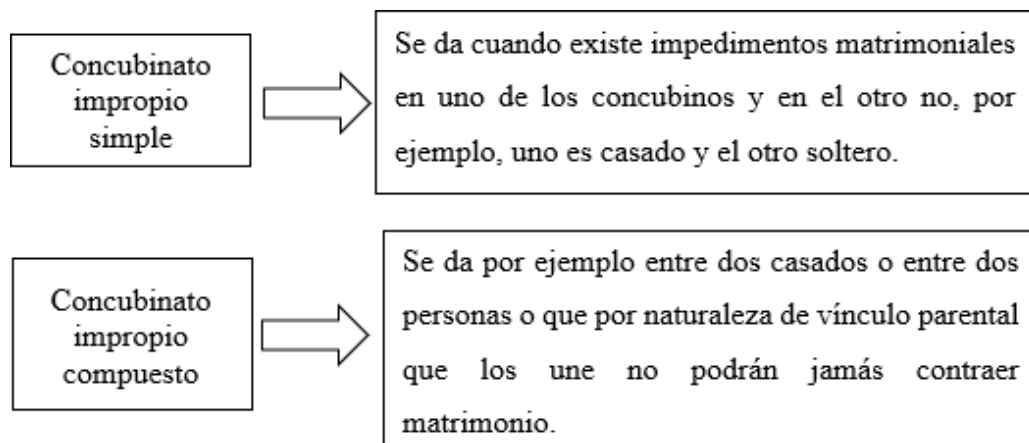 Concubinato
impropio
simple
Se da cuando existe impedimentos matrimoniales
en uno de los concubinos y en el otro no, por
ejemplo, uno es casado y el otro soltero.
Concubinato
impropio
compuesto
Se da por ejemplo entre dos casados o entre dos
personas o que por naturaleza de vínculo parental
que los une no podrán jamás contraer
matrimonio.